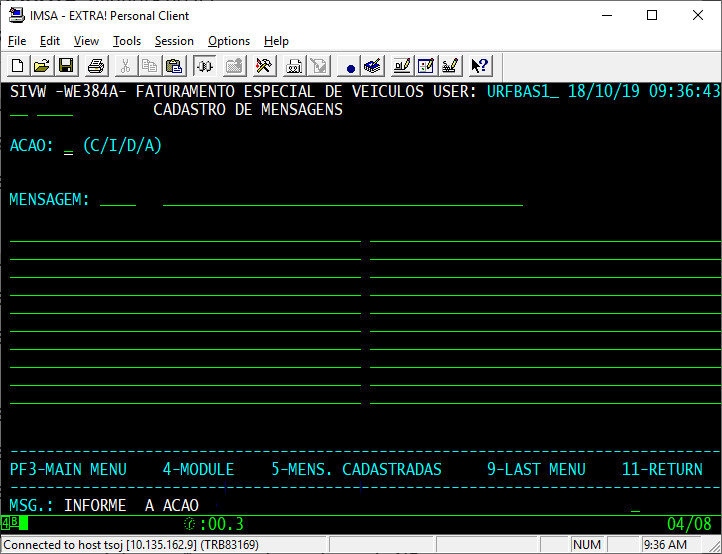 IMSA - EXTRA! Personal Client
File Edit View Tools Session Options Help
SIVW -WE384A- FATURAMENTO ESPECIAL DE VEICULOS USER: URFBAS1_ 18/10/19 09:36:43
CADASTRO DE MENSAGENS
ACAO: _ (C/I/D/A)
MENSAGEM:
PF3-MAIN MENU 4-MODULE 5-MENS. CADASTRADAS 9-LAST MENU 11-RETURN
MSG.: INFORME A ACAO
4B :00.3 04/08
Connected to host tsoj [10.135.162.9] (TRB83169) NUM 9:36 AM